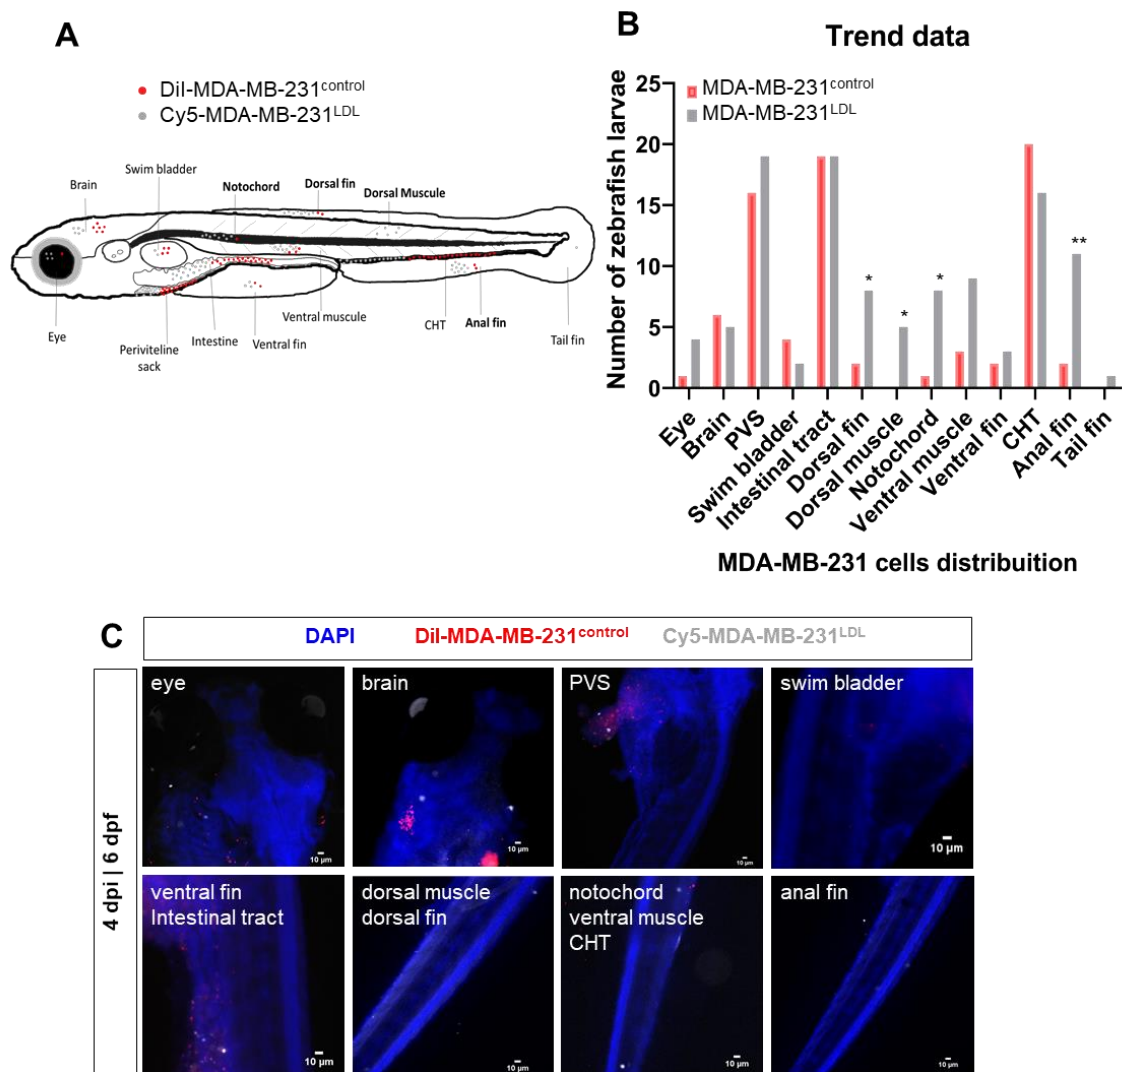 A
DiI-MDA-MB-231control
Cy5-MDA-MB-231LDL
Swim bladder
Brain
Notochord
Dorsal fin
Dorsal Muscule
Eye
Periviteline
sack
Intestine
Ventral fin
Ventral muscule
CHT
Anal fin
Tail fin
B
Trend data
MDA-MB-231control
MDA-MB-231LDL
Number of zebrafish larvae
25
20
15
10
5
0
*
*
*
**
Eye
Brain
PVS
Swim bladder
Intestinal tract
Dorsal fin
Dorsal muscle
Notochord
Ventral muscle
Ventral fin
CHT
Anal fin
Tail fin
MDA-MB-231 cells distribuition
C
DAPI DiI-MDA-MB-231control Cy5-MDA-MB-231LDL
4 dpi | 6 dpf
eye
10 µm
brain
10 µm
PVS
10 µm
swim bladder
10 µm
ventral fin
Intestinal tract
10 µm
dorsal muscle
dorsal fin
10 µm
notochord
ventral muscle
CHT
10 µm
anal fin
10 µm